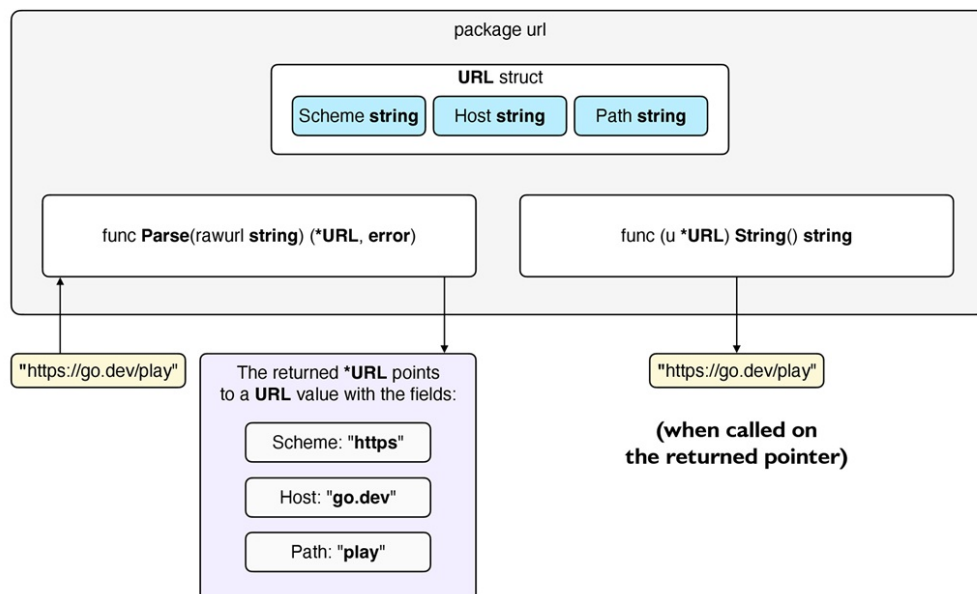 package url
URL struct
Scheme string
Host string
Path string
func Parse(rawurl string) (*URL, error)
func (u *URL) String() string
"https://go.dev/play"
The returned *URL points
to a URL value with the fields:
Scheme: "https"
Host: "go.dev"
Path: "play"
"https://go.dev/play"
(when called on
the returned pointer)